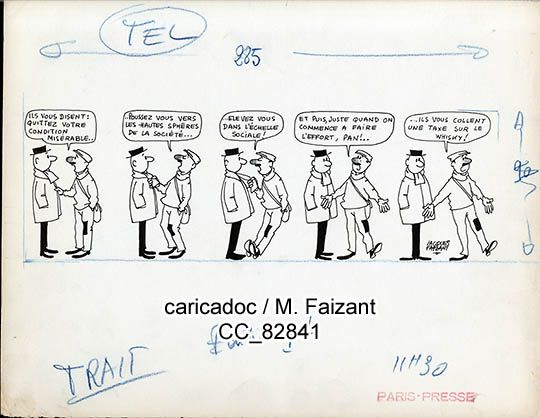 TEL
285
ILS VOUS DISENT:
QUITTEZ VOTRE
CONDITION
MISÉRABLE..
..POUSSEZ VOUS VERS
LES HAUTES SPHÈRES
DE LA SOCIÉTÉ...
..ELEVEZ VOUS
DANS L'ÉCHELLE
SOCIALE!
ET PUIS, JUSTE QUAND ON
COMMENCE A FAIRE
L'EFFORT, PAN!..
...ILS VOUS COLLENT
UNE TAXE SUR LE
WHISKY!
JACQUES
FAIZANT
caricadoc / M. Faizant
CC_82841
TRAIT
11H30
PARIS-PRESSE